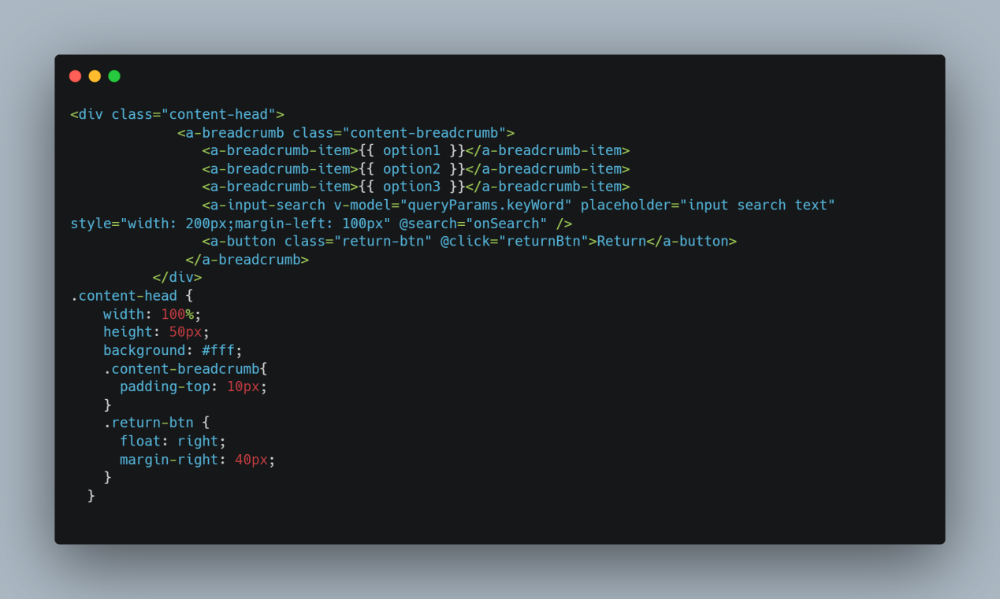 <div class="content-head">
             <a-breadcrumb class="content-breadcrumb">
                <a-breadcrumb-item>{{ option1 }}</a-breadcrumb-item>
                <a-breadcrumb-item>{{ option2 }}</a-breadcrumb-item>
                <a-breadcrumb-item>{{ option3 }}</a-breadcrumb-item>
                <a-input-search v-model="queryParams.keyWord" placeholder="input search text"
style="width: 200px;margin-left: 100px" @search="onSearch" />
                <a-button class="return-btn" @click="returnBtn">Return</a-button>
              </a-breadcrumb>
          </div>
.content-head {
    width: 100%;
    height: 50px;
    background: #fff;
    .content-breadcrumb{
      padding-top: 10px;
    }
    .return-btn {
      float: right;
      margin-right: 40px;
    }
  }